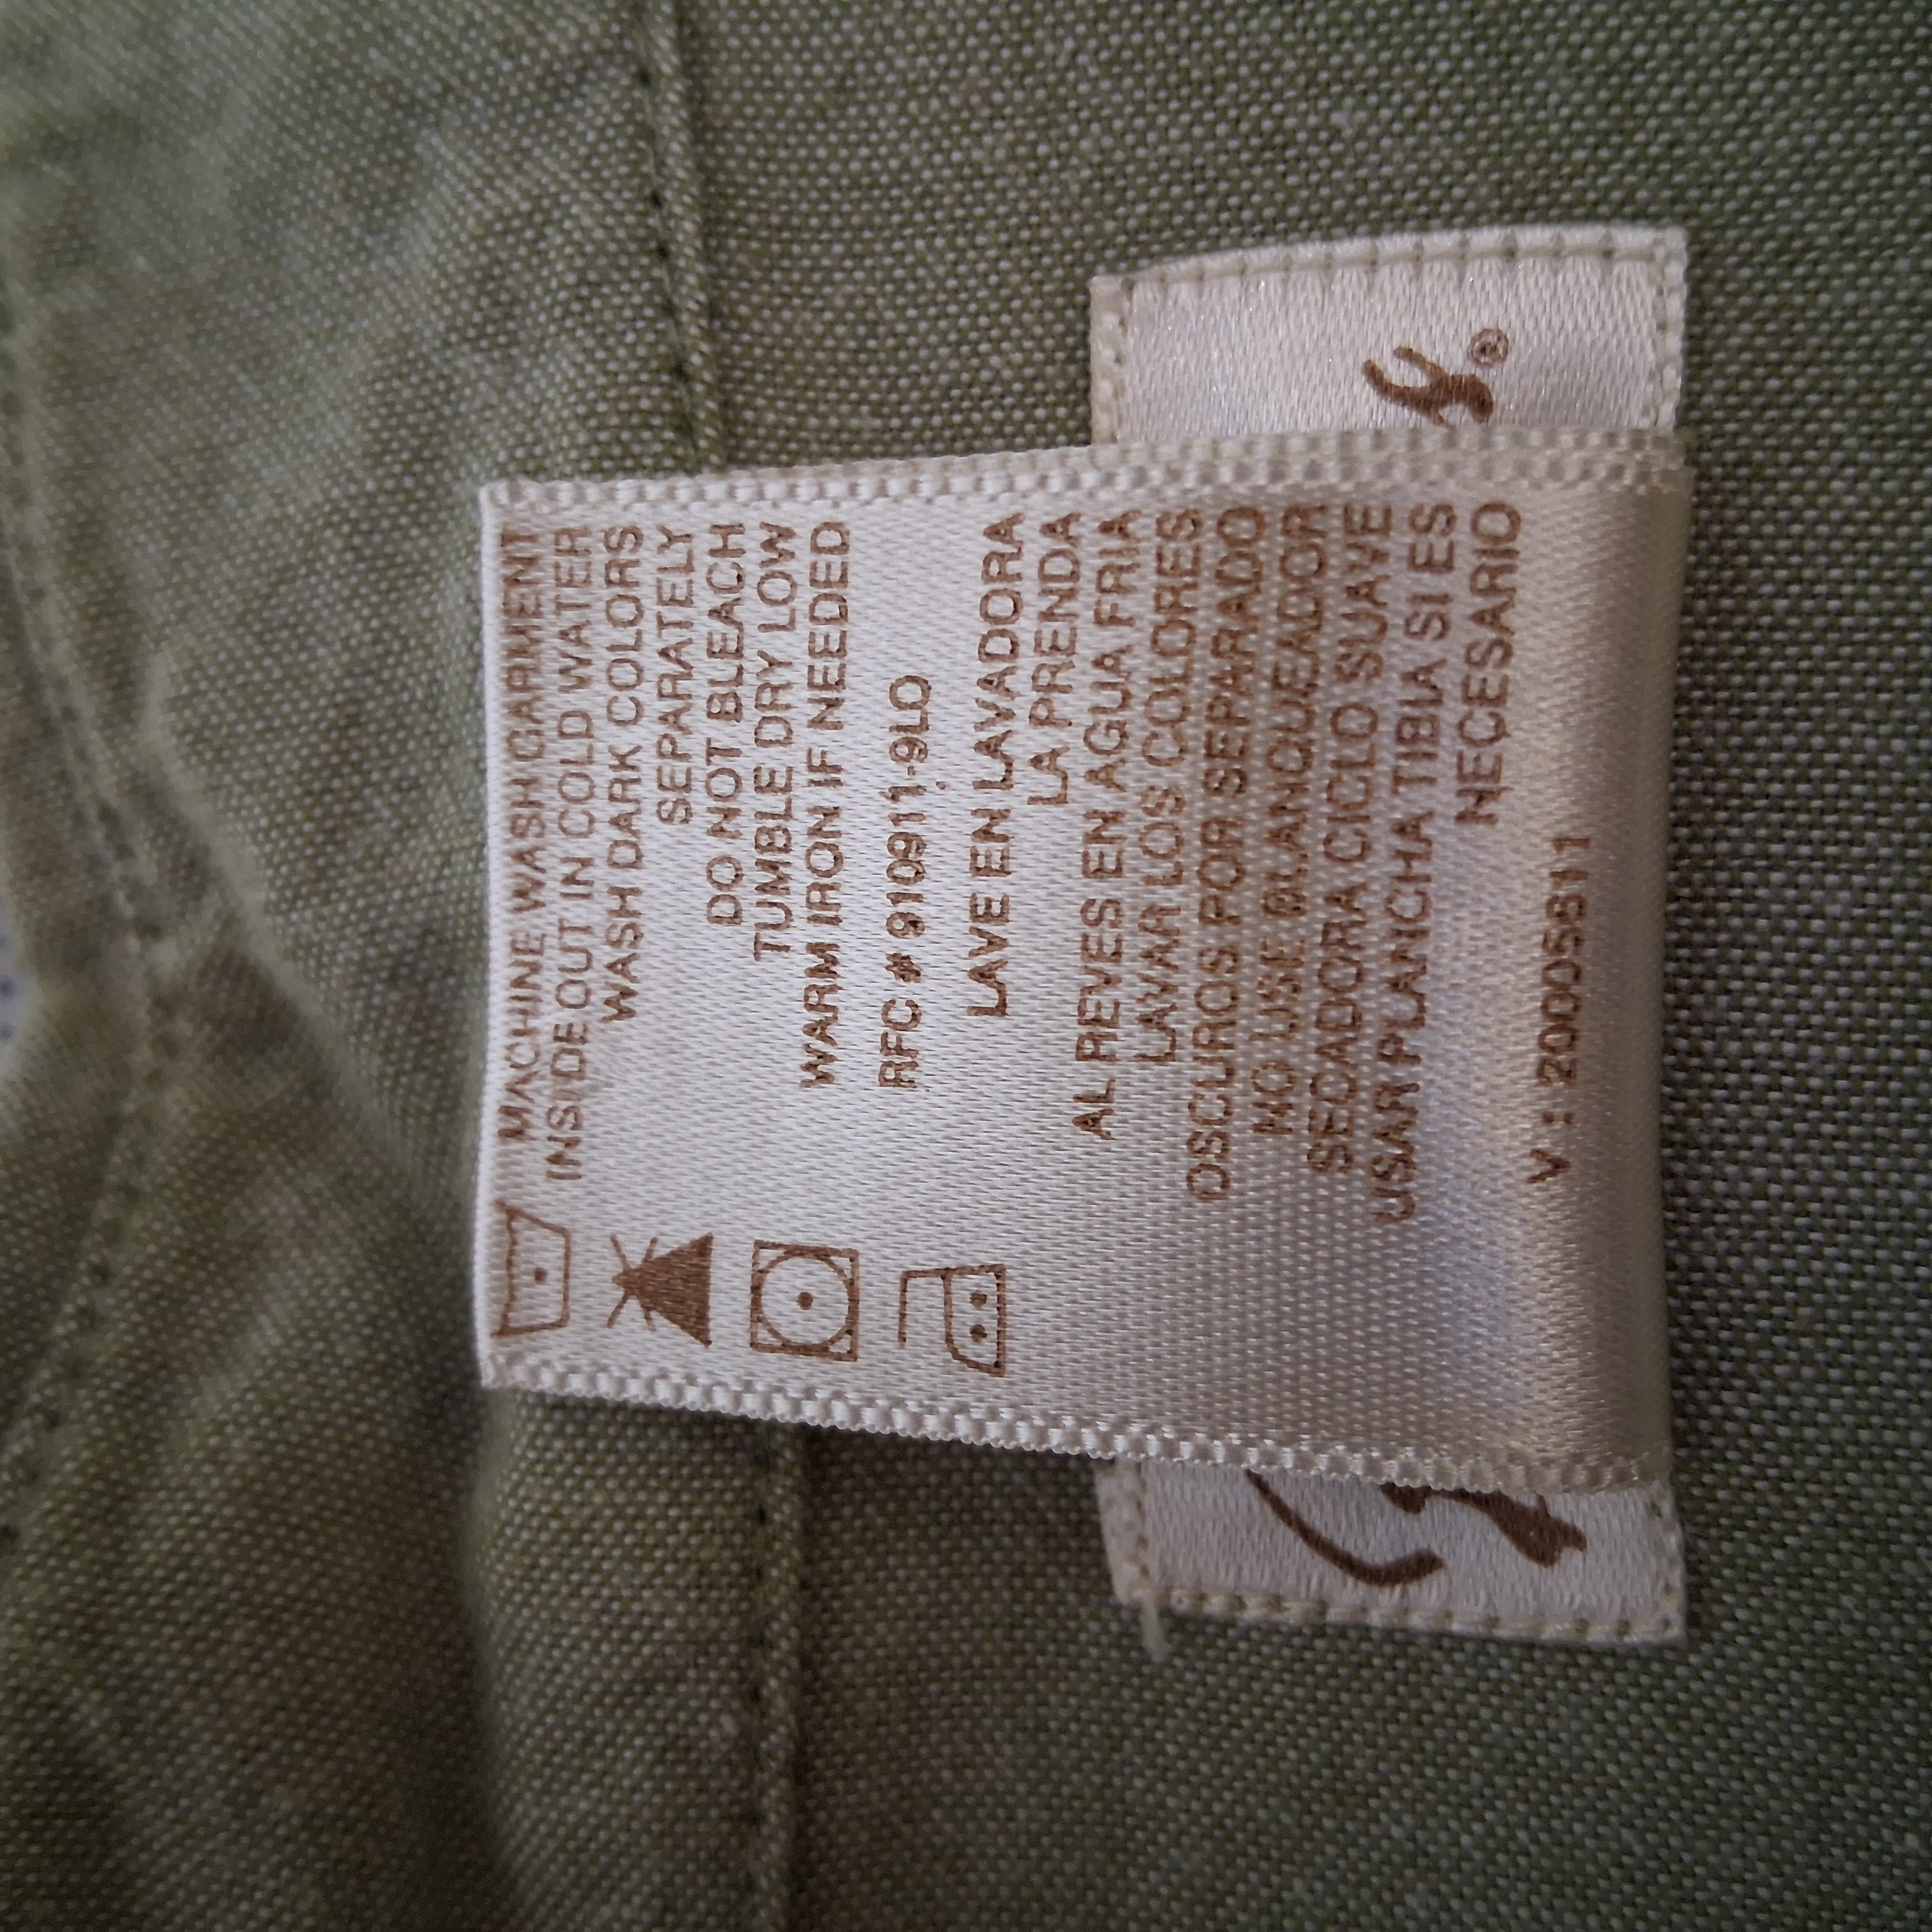 MACHINE WASH GARMENT
INSIDE OUT IN COLD WATER
WASH DARK COLORS
SEPARATELY
DO NOT BLEACH
TUMBLE DRY LOW
WARM IRON IF NEEDED
RFC # 910911-9LO
LAVE EN LAVADORA
LA PRENDA
AL REVES EN AGUA FRIA
LAVAR LOS COLORES
OSCUROS POR SEPARADO
NO USE BLANQUEADOR
SECADORA CICLO SUAVE
USAR PLANCHA TIBIA SI ES
NECESARIO
V : 2005S11